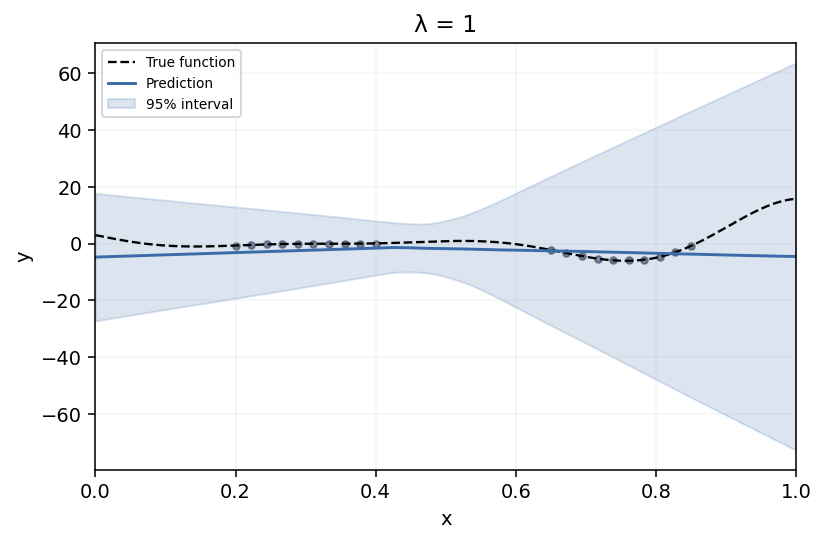 λ = 1
True function
Prediction
95% interval
60
40
20
0
−20
−40
−60
y
0.0 0.2 0.4 0.6 0.8 1.0
x